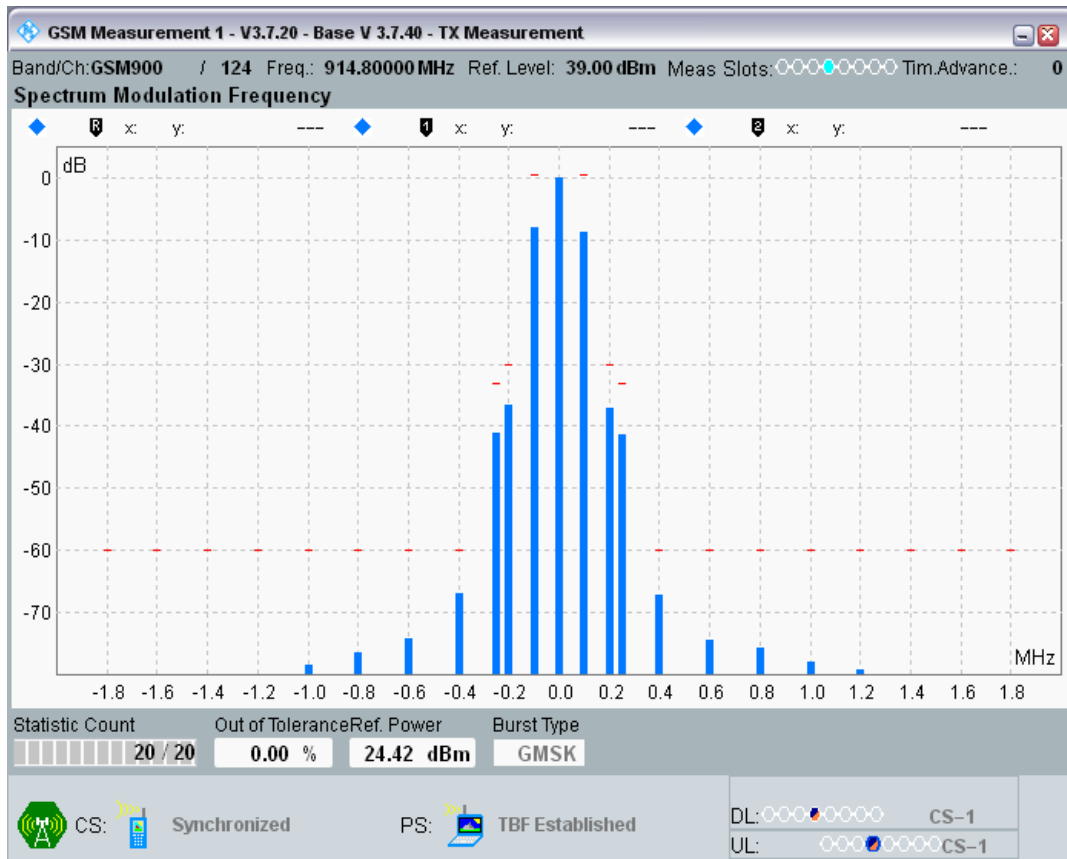 GSM Measurement 1 - V3.7.20 - Base V 3.7.40 - TX Measurement
Band/Ch:GSM900 / 124 Freq.: 914.80000 MHz Ref. Level: 39.00 dBm Meas Slots: Tim.Advance.: 0
Spectrum Modulation Frequency
R x: y: --- 1 x: y: --- 2 x: y: ---
dB
0
-10
-20
-30
-40
-50
-60
-70
MHz
-1.8 -1.6 -1.4 -1.2 -1.0 -0.8 -0.6 -0.4 -0.2 0.0 0.2 0.4 0.6 0.8 1.0 1.2 1.4 1.6 1.8
Statistic Count Out of Tolerance Ref. Power Burst Type
20 / 20 0.00 % 24.42 dBm GMSK
CS: Synchronized PS: TBF Established
DL: CS-1
UL: CS-1